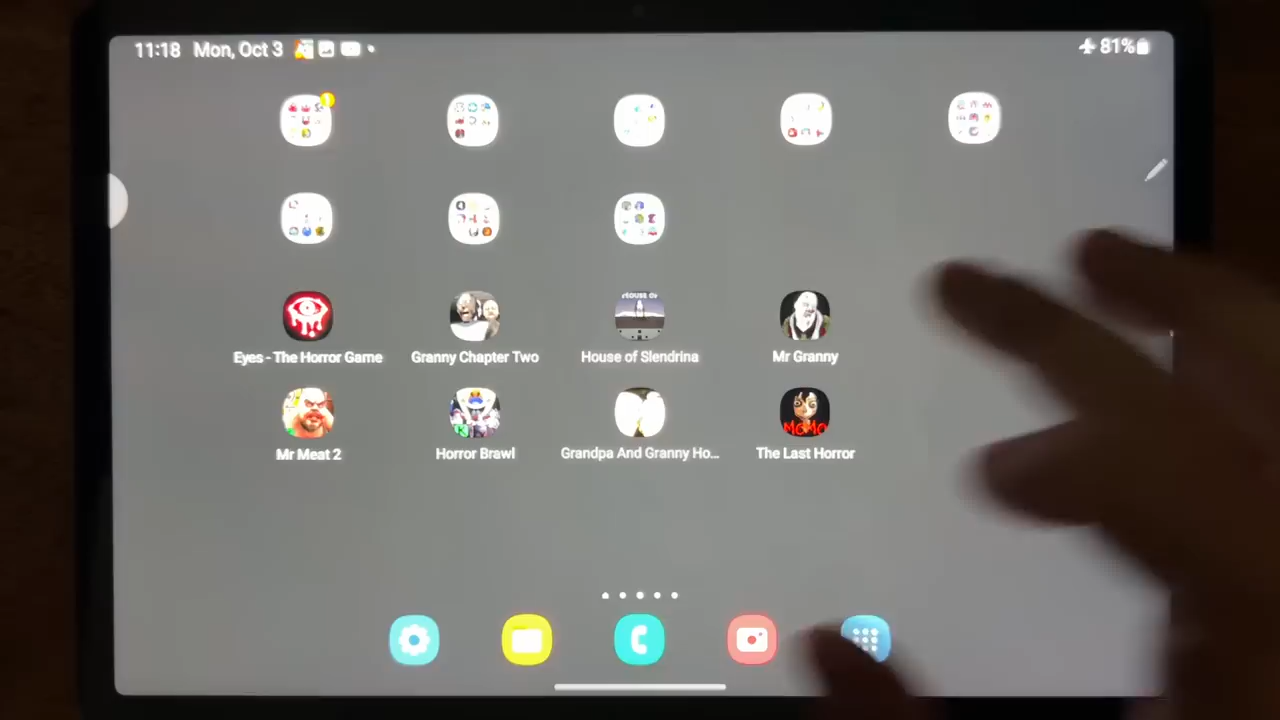 11:18 Mon, Oct 3
81%
Eyes - The Horror Game
Granny Chapter Two
House of Slendrina
Mr Granny
MOMO
Mr Meat 2
Horror Brawl
Grandpa And Granny Ho...
The Last Horror